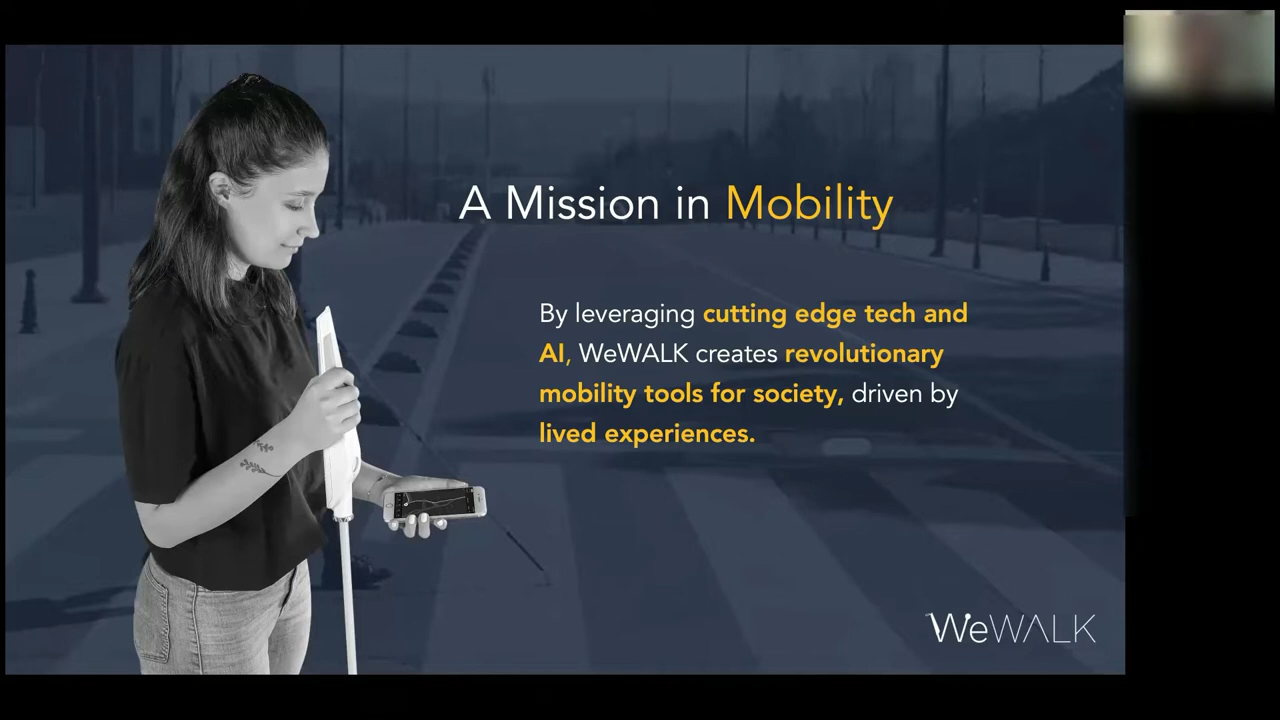 A Mission in Mobility
By leveraging cutting edge tech and
AI, WeWALK creates revolutionary
mobility tools for society, driven by
lived experiences.
WeWALK